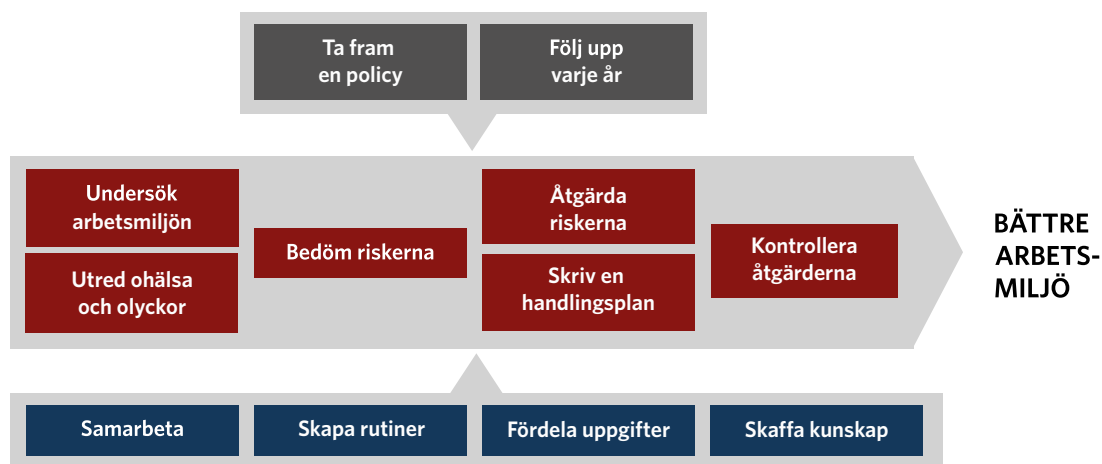 Ta fram
en policy
Följ upp
varje år
Undersök
arbetsmiljön
Utred ohälsa
och olyckor
Bedöm riskerna
Åtgärda
riskerna
Skriv en
handlingsplan
Kontrollera
åtgärderna
BÄTTRE
ARBETS-
MILJÖ
Samarbeta
Skapa rutiner
Fördela uppgifter
Skaffa kunskap